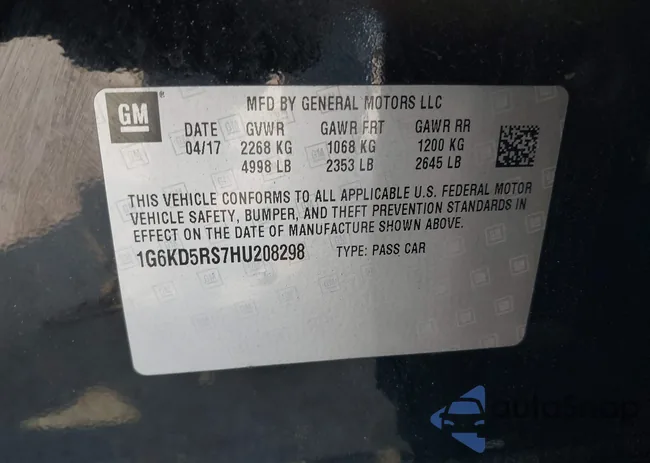 GM
MFD BY GENERAL MOTORS LLC
DATE GVWR GAWR FRT GAWR RR
04/17 2268 KG 1068 KG 1200 KG
4998 LB 2353 LB 2645 LB
THIS VEHICLE CONFORMS TO ALL APPLICABLE U.S. FEDERAL MOTOR
VEHICLE SAFETY, BUMPER, AND THEFT PREVENTION STANDARDS IN
EFFECT ON THE DATE OF MANUFACTURE SHOWN ABOVE.
1G6KD5RS7HU208298 TYPE: PASS CAR
autoSnap